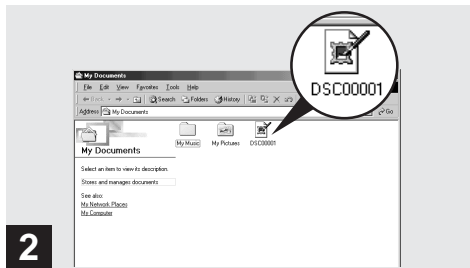 My Documents
File Edit View Favorites Tools Help
Back Search Folders History
Address My Documents Go
DSC00001
My Music My Pictures DSC00001
My Documents
Select an item to view its description.
Stores and manages documents
See also:
My Network Places
My Computer
2